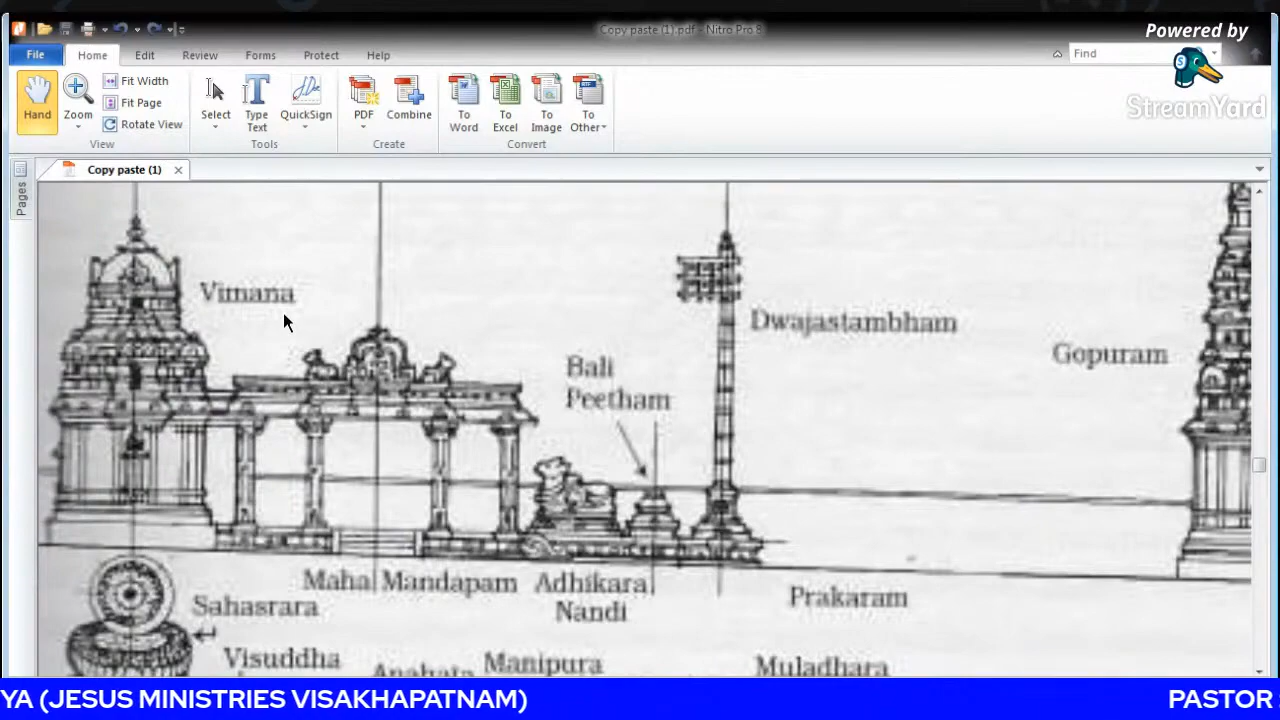 Copy paste (1).pdf - Nitro Pro 8
Powered by
StreamYard
File Home Edit Review Forms Protect Help
Find
Hand
Zoom
Fit Width
Fit Page
Rotate View
View
Select
Type Text
QuickSign
Tools
PDF
Combine
Create
To Word
To Excel
To Image
To Other
Convert
Copy paste (1)
Pages
Vimana
Dwajastambham
Gopuram
Bali
Peetham
Maha Mandapam Adhikara
Nandi
Prakaram
Sahasrara
Visuddha
Anahata
Manipura
Muladhara
YA (JESUS MINISTRIES VISAKHAPATNAM)
PASTOR